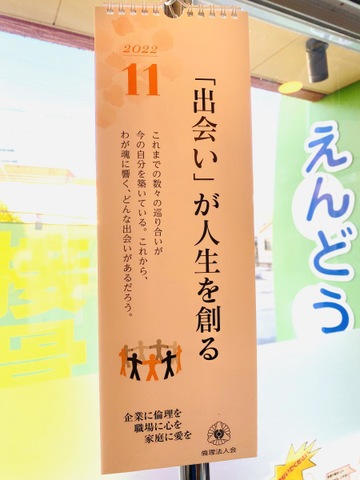 2022
11
「出会い」が人生を創る
これまでの数々の巡り合いが
今の自分を築いている。これから、
わが魂に響く、どんな出会いがあるだろう。
企業に倫理を
職場に心を
家庭に愛を
倫理法人会
えんどう